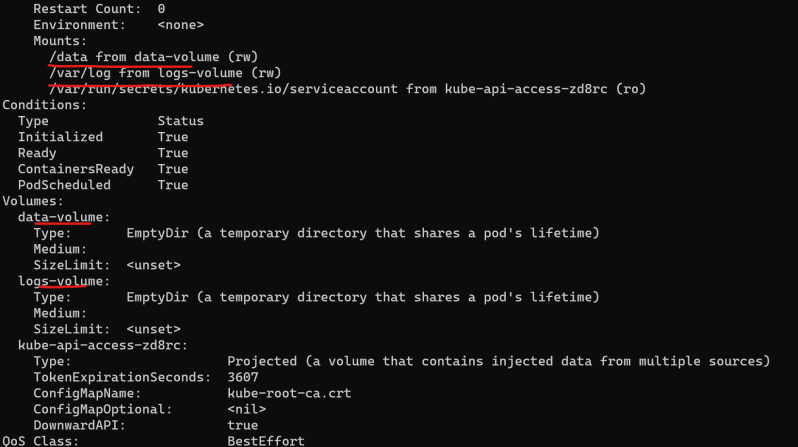 Restart Count:  0
Environment:    <none>
Mounts:
/data from data-volume (rw)
/var/log from logs-volume (rw)
/var/run/secrets/kubernetes.io/serviceaccount from kube-api-access-zd8rc (ro)
Conditions:
Type              Status
Initialized       True
Ready             True
ContainersReady   True
PodScheduled      True
Volumes:
data-volume:
Type:       EmptyDir (a temporary directory that shares a pod's lifetime)
Medium:
SizeLimit:  <unset>
logs-volume:
Type:       EmptyDir (a temporary directory that shares a pod's lifetime)
Medium:
SizeLimit:  <unset>
kube-api-access-zd8rc:
Type:                    Projected (a volume that contains injected data from multiple sources)
TokenExpirationSeconds:  3607
ConfigMapName:           kube-root-ca.crt
ConfigMapOptional:       <nil>
DownwardAPI:             true
QoS Class:                   BestEffort